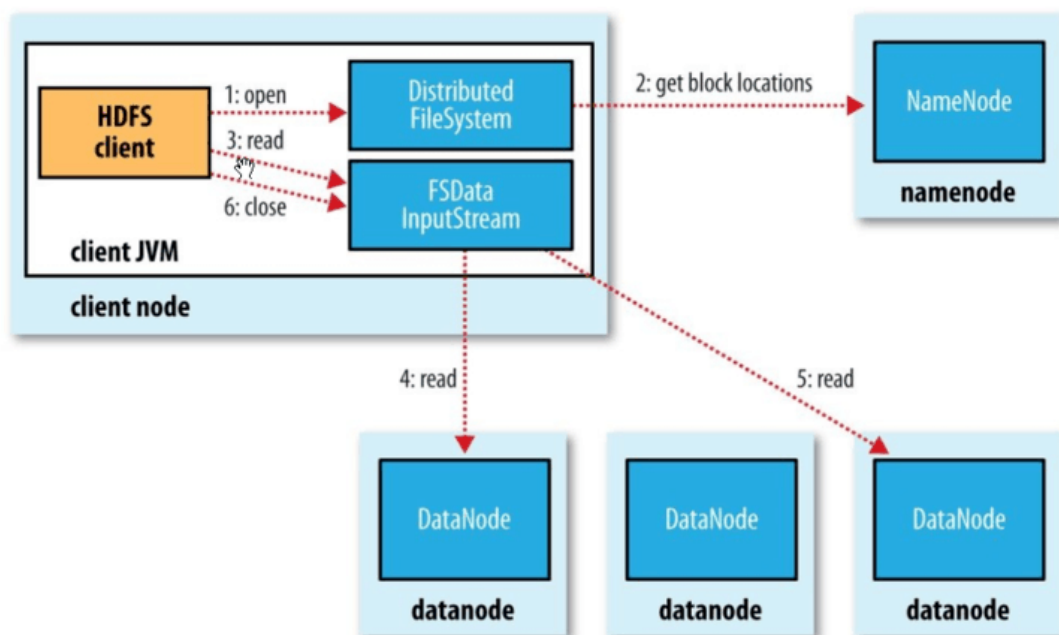 1: open
HDFS
client
3: read
6: close
Distributed
FileSystem
FSData
InputStream
client JVM
client node
2: get block locations
NameNode
namenode
4: read
5: read
DataNode
datanode
DataNode
datanode
DataNode
datanode